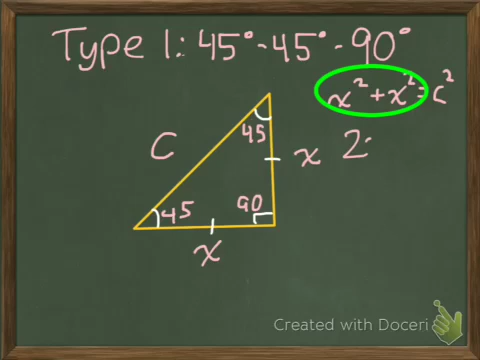 Type 1: 45°-45°-90°
x²+x²=c²
45
C
x
2
45
90
x
Created with Doceri